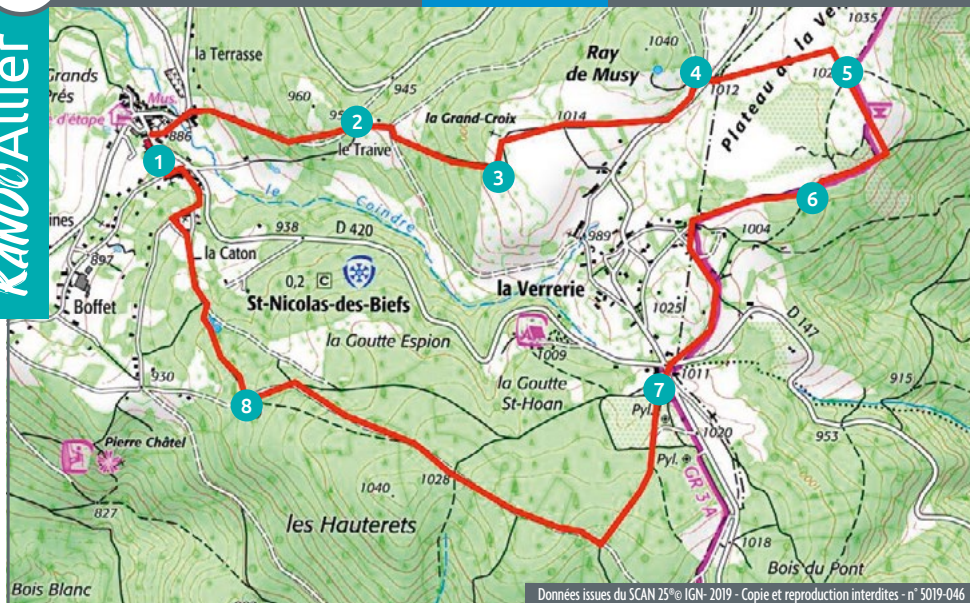 RANDOAllier
la Terrasse
1040
1035
Ray
de Musy
Plateau de la Ve
4
5
1012
Grands
Prés
Mus.
d'étape
960
945
2
la Grand-Croix
1014
886
1
le Traive
3
6
le Coindre
ines
938
D 420
989
1004
897
la Caton
0,2 C
St-Nicolas-des-Biefs
la Verrerie
Boffet
1025
la Goutte Espion
1009
D 147
1011
930
la Goutte
St-Hoan
7
915
8
Pyl.
1020
953
Pierre Châtel
Pyl.
GR 3 A
827
1028
1040
les Hauterets
1018
Bois du Pont
Bois Blanc
Données issues du SCAN 25®© IGN- 2019 - Copie et reproduction interdites - n° 5019-046